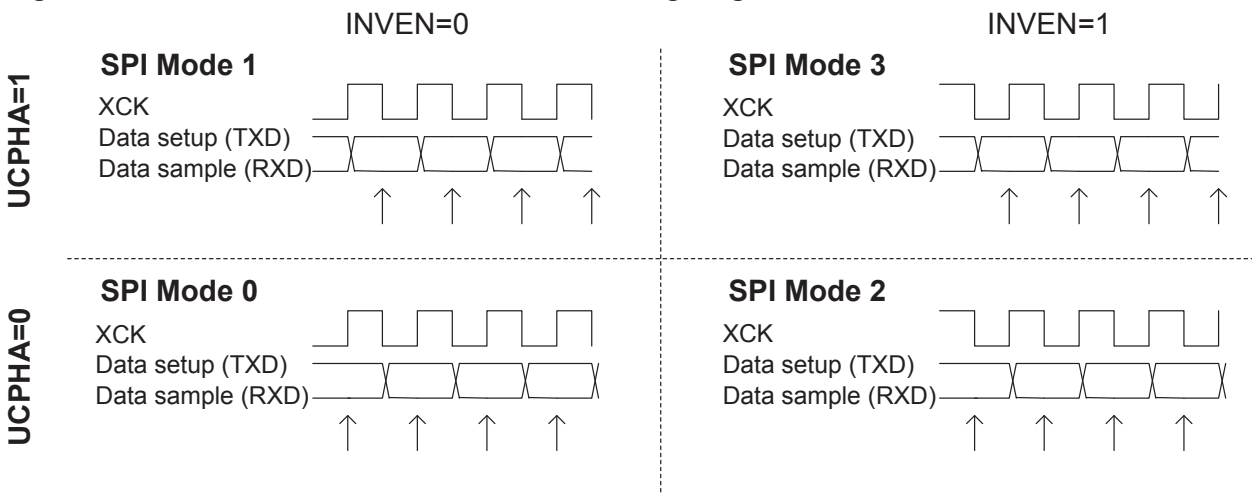 INVEN=0
INVEN=1
UCPHA=1
SPI Mode 1
XCK
Data setup (TXD)
Data sample (RXD)
SPI Mode 3
XCK
Data setup (TXD)
Data sample (RXD)
UCPHA=0
SPI Mode 0
XCK
Data setup (TXD)
Data sample (RXD)
SPI Mode 2
XCK
Data setup (TXD)
Data sample (RXD)